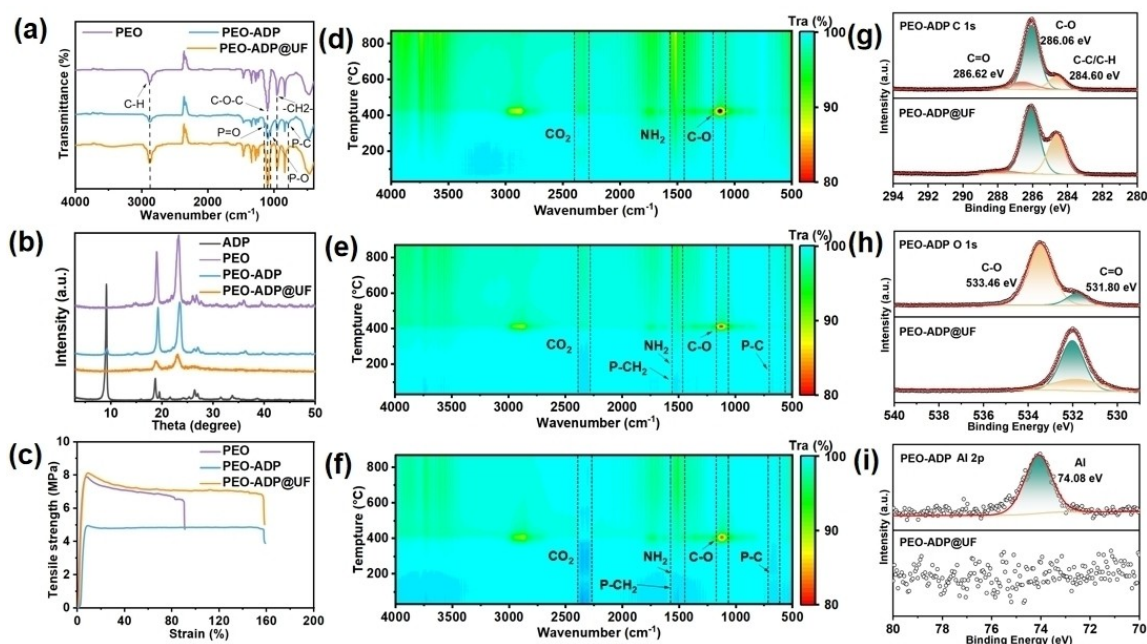 (a)
PEO
PEO-ADP
PEO-ADP@UF
Transmittance (%)
C-H
C-O-C
-CH2-
P=O
P-C
P-O
4000 3000 2000 1000
Wavenumber (cm-1)
(b)
ADP
PEO
PEO-ADP
PEO-ADP@UF
Intensity (a.u.)
10 20 30 40 50
Theta (degree)
(c)
PEO
PEO-ADP
PEO-ADP@UF
Tensile strength (MPa)
10
8
6
4
2
0
0 40 80 120 160 200
Strain (%)
(d)
Tra (%)
Tempture (°C)
800
600
400
200
CO2
NH2
C-O
100
90
80
4000 3500 3000 2500 2000 1500 1000 500
Wavenumber (cm-1)
(e)
Tra (%)
Tempture (°C)
800
600
400
200
CO2
NH2
C-O
P-C
P-CH2
100
90
80
4000 3500 3000 2500 2000 1500 1000 500
Wavenumber (cm-1)
(f)
Tra (%)
Tempture (°C)
800
600
400
200
CO2
NH2
C-O
P-C
P-CH2
100
90
80
4000 3500 3000 2500 2000 1500 1000 500
Wavenumber (cm-1)
(g)
PEO-ADP C 1s
C-O
286.06 eV
C=O
286.62 eV
C-C/C-H
284.60 eV
PEO-ADP@UF
Intensity (a.u.)
294 292 290 288 286 284 282 280
Binding Energy (eV)
(h)
PEO-ADP O 1s
C-O
533.46 eV
C=O
531.80 eV
PEO-ADP@UF
Intensity (a.u.)
540 538 536 534 532 530
Binding Energy (eV)
(i)
PEO-ADP Al 2p
Al
74.08 eV
PEO-ADP@UF
Intensity (a.u.)
80 78 76 74 72 70
Binding Energy (eV)